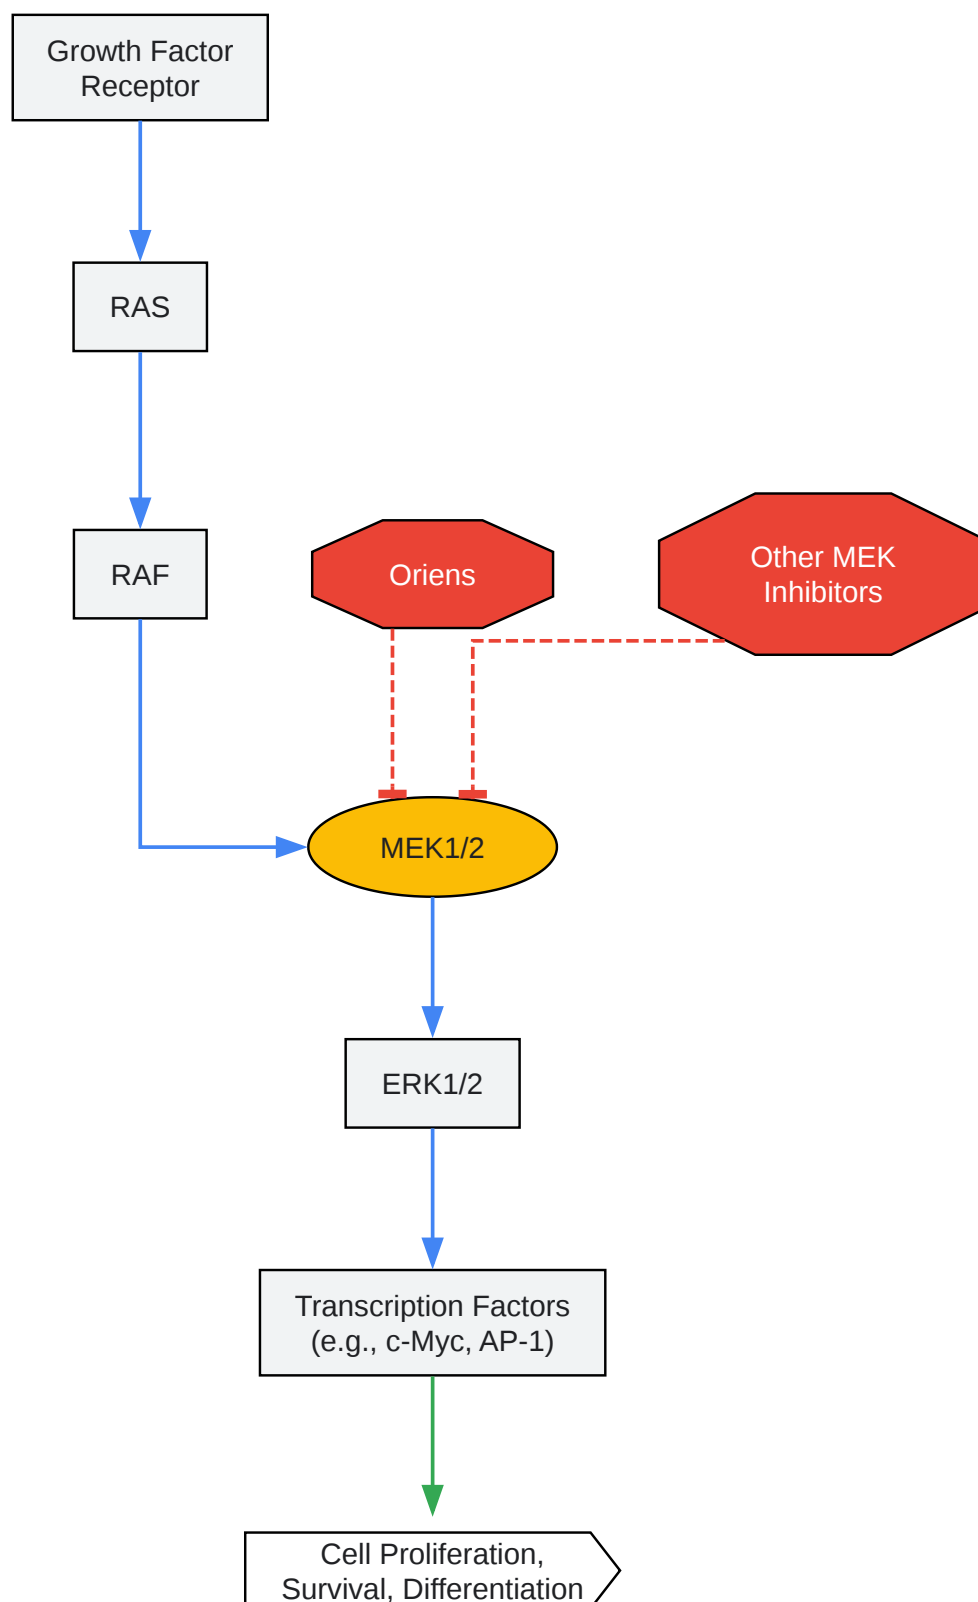 Growth Factor
Receptor
RAS
RAF
Oriens
Other MEK
Inhibitors
MEK1/2
ERK1/2
Transcription Factors
(e.g., c-Myc, AP-1)
Cell Proliferation,
Survival, Differentiation